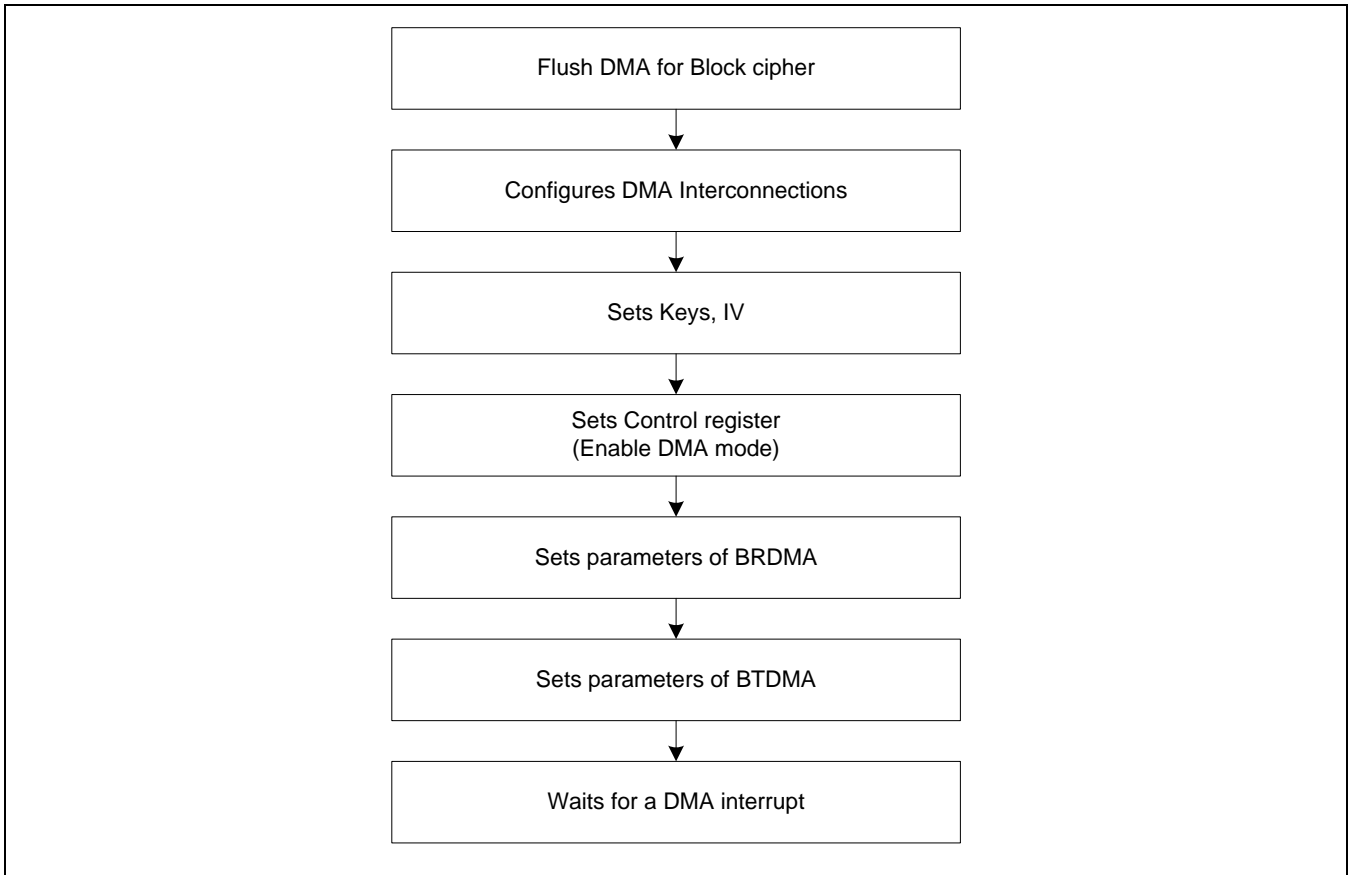 Flush DMA for Block cipher
Configures DMA Interconnections
Sets Keys, IV
Sets Control register
(Enable DMA mode)
Sets parameters of BRDMA
Sets parameters of BTDMA
Waits for a DMA interrupt